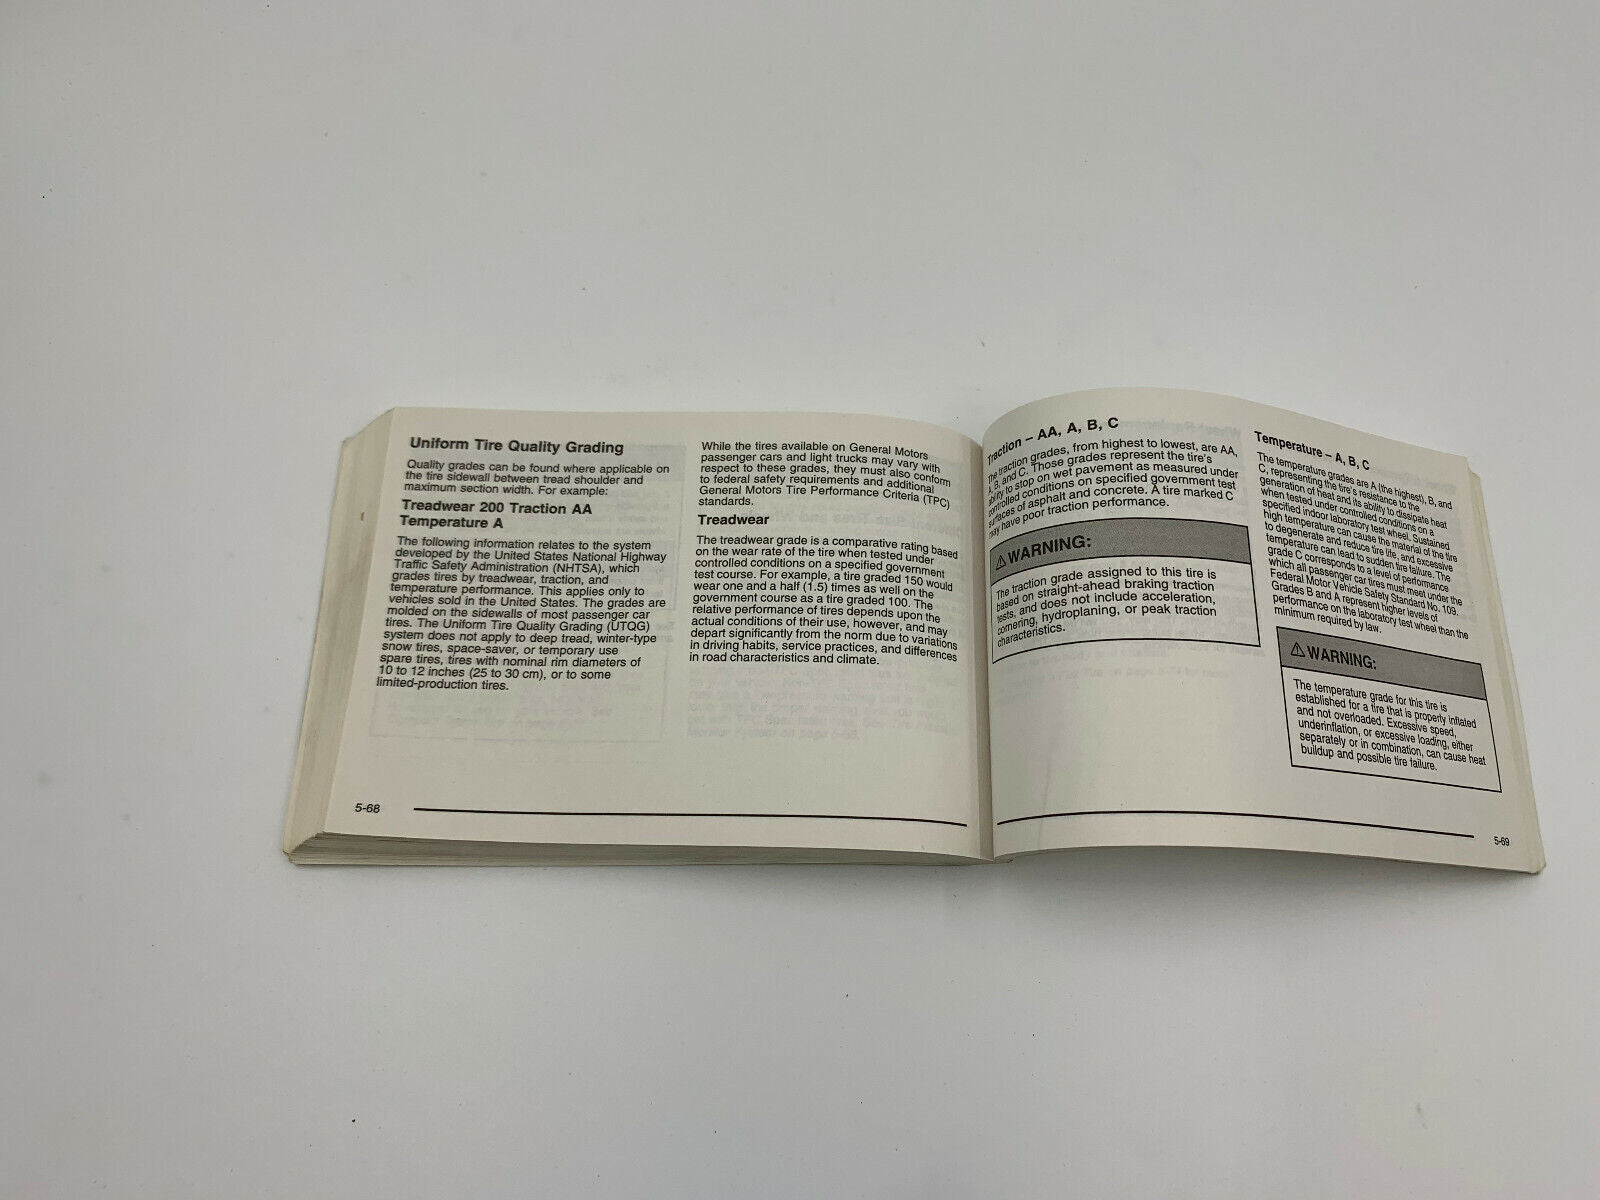 Uniform Tire Quality Grading
Quality grades can be found where applicable on
the tire sidewall between tread shoulder and
maximum section width. For example:
Treadwear 200 Traction AA
Temperature A
The following information relates to the system
developed by the United States National Highway
Traffic Safety Administration (NHTSA), which
grades tires by treadwear, traction, and
temperature performance. This applies only to
vehicles sold in the United States. The grades are
molded on the sidewalls of most passenger car
tires. The Uniform Tire Quality Grading (UTQG)
system does not apply to deep tread, winter-type
snow tires, space-saver, or temporary use
spare tires, tires with nominal rim diameters of
10 to 12 inches (25 to 30 cm), or to some
limited-production tires.
While the tires available on General Motors
passenger cars and light trucks may vary with
respect to these grades, they must also conform
to federal safety requirements and additional
General Motors Tire Performance Criteria (TPC)
standards.
Treadwear
The treadwear grade is a comparative rating based
on the wear rate of the tire when tested under
controlled conditions on a specified government
test course. For example, a tire graded 150 would
wear one and a half (1.5) times as well on the
government course as a tire graded 100. The
relative performance of tires depends upon the
actual conditions of their use, however, and may
depart significantly from the norm due to variations
in driving habits, service practices, and differences
in road characteristics and climate.
5-68
Traction – AA, A, B, C
The traction grades, from highest to lowest, are AA,
A, B, and C. Those grades represent the tire's
ability to stop on wet pavement as measured under
controlled conditions on specified government test
surfaces of asphalt and concrete. A tire marked C
may have poor traction performance.
⚠ WARNING:
The traction grade assigned to this tire is
based on straight-ahead braking traction
tests, and does not include acceleration,
cornering, hydroplaning, or peak traction
characteristics.
Temperature – A, B, C
The temperature grades are A (the highest), B, and
C, representing the tire's resistance to the
generation of heat and its ability to dissipate heat
when tested under controlled conditions on a
specified indoor laboratory test wheel. Sustained
high temperature can cause the material of the tire
to degenerate and reduce tire life, and excessive
temperature can lead to sudden tire failure. The
grade C corresponds to a level of performance
which all passenger car tires must meet under the
Federal Motor Vehicle Safety Standard No. 109.
Grades B and A represent higher levels of
performance on the laboratory test wheel than the
minimum required by law.
⚠ WARNING:
The temperature grade for this tire is
established for a tire that is properly inflated
and not overloaded. Excessive speed,
underinflation, or excessive loading, either
separately or in combination, can cause heat
buildup and possible tire failure.
5-69